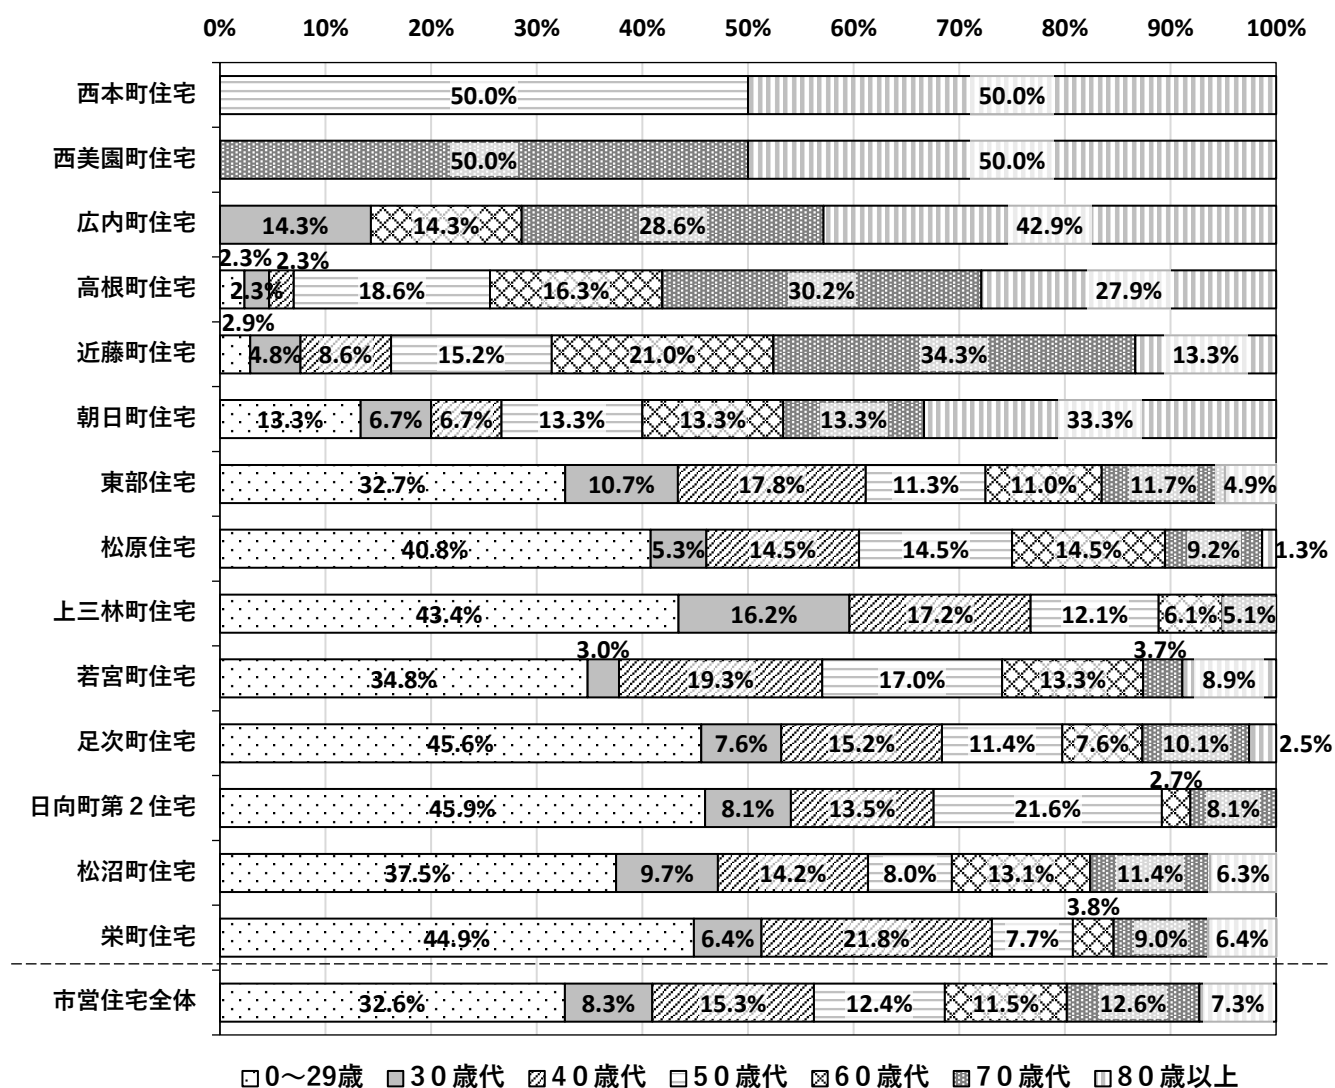 0% 10% 20% 30% 40% 50% 60% 70% 80% 90% 100%
西本町住宅 50.0% 50.0%
西美園町住宅 50.0% 50.0%
広内町住宅 14.3% 14.3% 28.6% 42.9%
高根町住宅 2.3% 2.3% 2.3% 18.6% 16.3% 30.2% 27.9%
近藤町住宅 2.9% 4.8% 8.6% 15.2% 21.0% 34.3% 13.3%
朝日町住宅 13.3% 6.7% 6.7% 13.3% 13.3% 13.3% 33.3%
東部住宅 32.7% 10.7% 17.8% 11.3% 11.0% 11.7% 4.9%
松原住宅 40.8% 5.3% 14.5% 14.5% 14.5% 9.2% 1.3%
上三林町住宅 43.4% 16.2% 17.2% 12.1% 6.1% 5.1%
若宮町住宅 34.8% 3.0% 19.3% 17.0% 13.3% 3.7% 8.9%
足次町住宅 45.6% 7.6% 15.2% 11.4% 7.6% 10.1% 2.5%
日向町第２住宅 45.9% 8.1% 13.5% 21.6% 2.7% 8.1%
松沼町住宅 37.5% 9.7% 14.2% 8.0% 13.1% 11.4% 6.3%
栄町住宅 44.9% 6.4% 21.8% 7.7% 3.8% 9.0% 6.4%
市営住宅全体 32.6% 8.3% 15.3% 12.4% 11.5% 12.6% 7.3%
0～29歳 ３０歳代 ４０歳代 ５０歳代 ６０歳代 ７０歳代 ８０歳以上